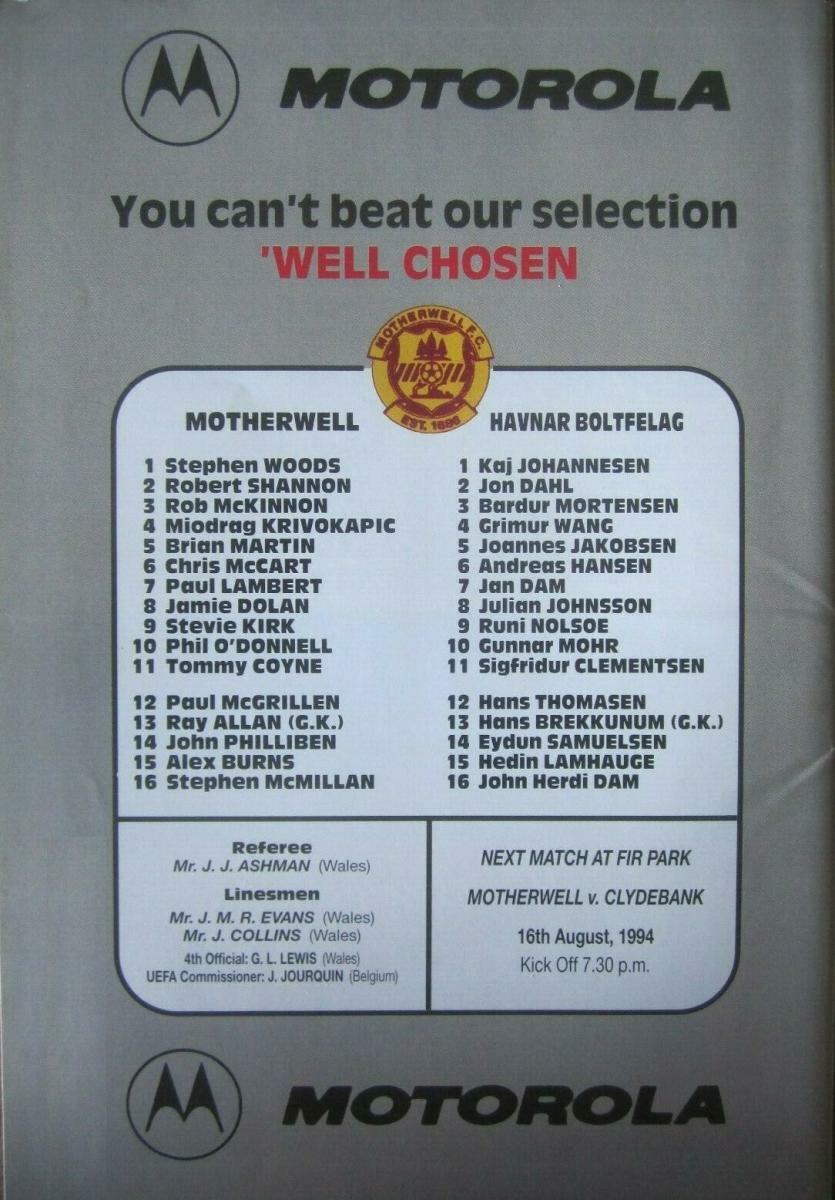 MOTOROLA
You can't beat our selection
'WELL CHOSEN
MOTHERWELL F.C.
EST. 1886
MOTHERWELL
1 Stephen WOODS
2 Robert SHANNON
3 Rob McKINNON
4 Miodrag KRIVOKAPIC
5 Brian MARTIN
6 Chris McCART
7 Paul LAMBERT
8 Jamie DOLAN
9 Stevie KIRK
10 Phil O'DONNELL
11 Tommy COYNE
12 Paul McGRILLEN
13 Ray ALLAN (G.K.)
14 John PHILLIBEN
15 Alex BURNS
16 Stephen McMILLAN
HAVNAR BOLTFELAG
1 Kaj JOHANNESEN
2 Jon DAHL
3 Bardur MORTENSEN
4 Grimur WANG
5 Joannes JAKOBSEN
6 Andreas HANSEN
7 Jan DAM
8 Julian JOHNSSON
9 Runi NOLSOE
10 Gunnar MOHR
11 Sigfridur CLEMENTSEN
12 Hans THOMASEN
13 Hans BREKKUNUM (G.K.)
14 Eydun SAMUELSEN
15 Hedin LAMHAUGE
16 John Herdi DAM
Referee
Mr. J. J. ASHMAN (Wales)
Linesmen
Mr. J. M. R. EVANS (Wales)
Mr. J. COLLINS (Wales)
4th Official: G. L. LEWIS (Wales)
UEFA Commissioner: J. JOURQUIN (Belgium)
NEXT MATCH AT FIR PARK
MOTHERWELL v. CLYDEBANK
16th August, 1994
Kick Off 7.30 p.m.
MOTOROLA